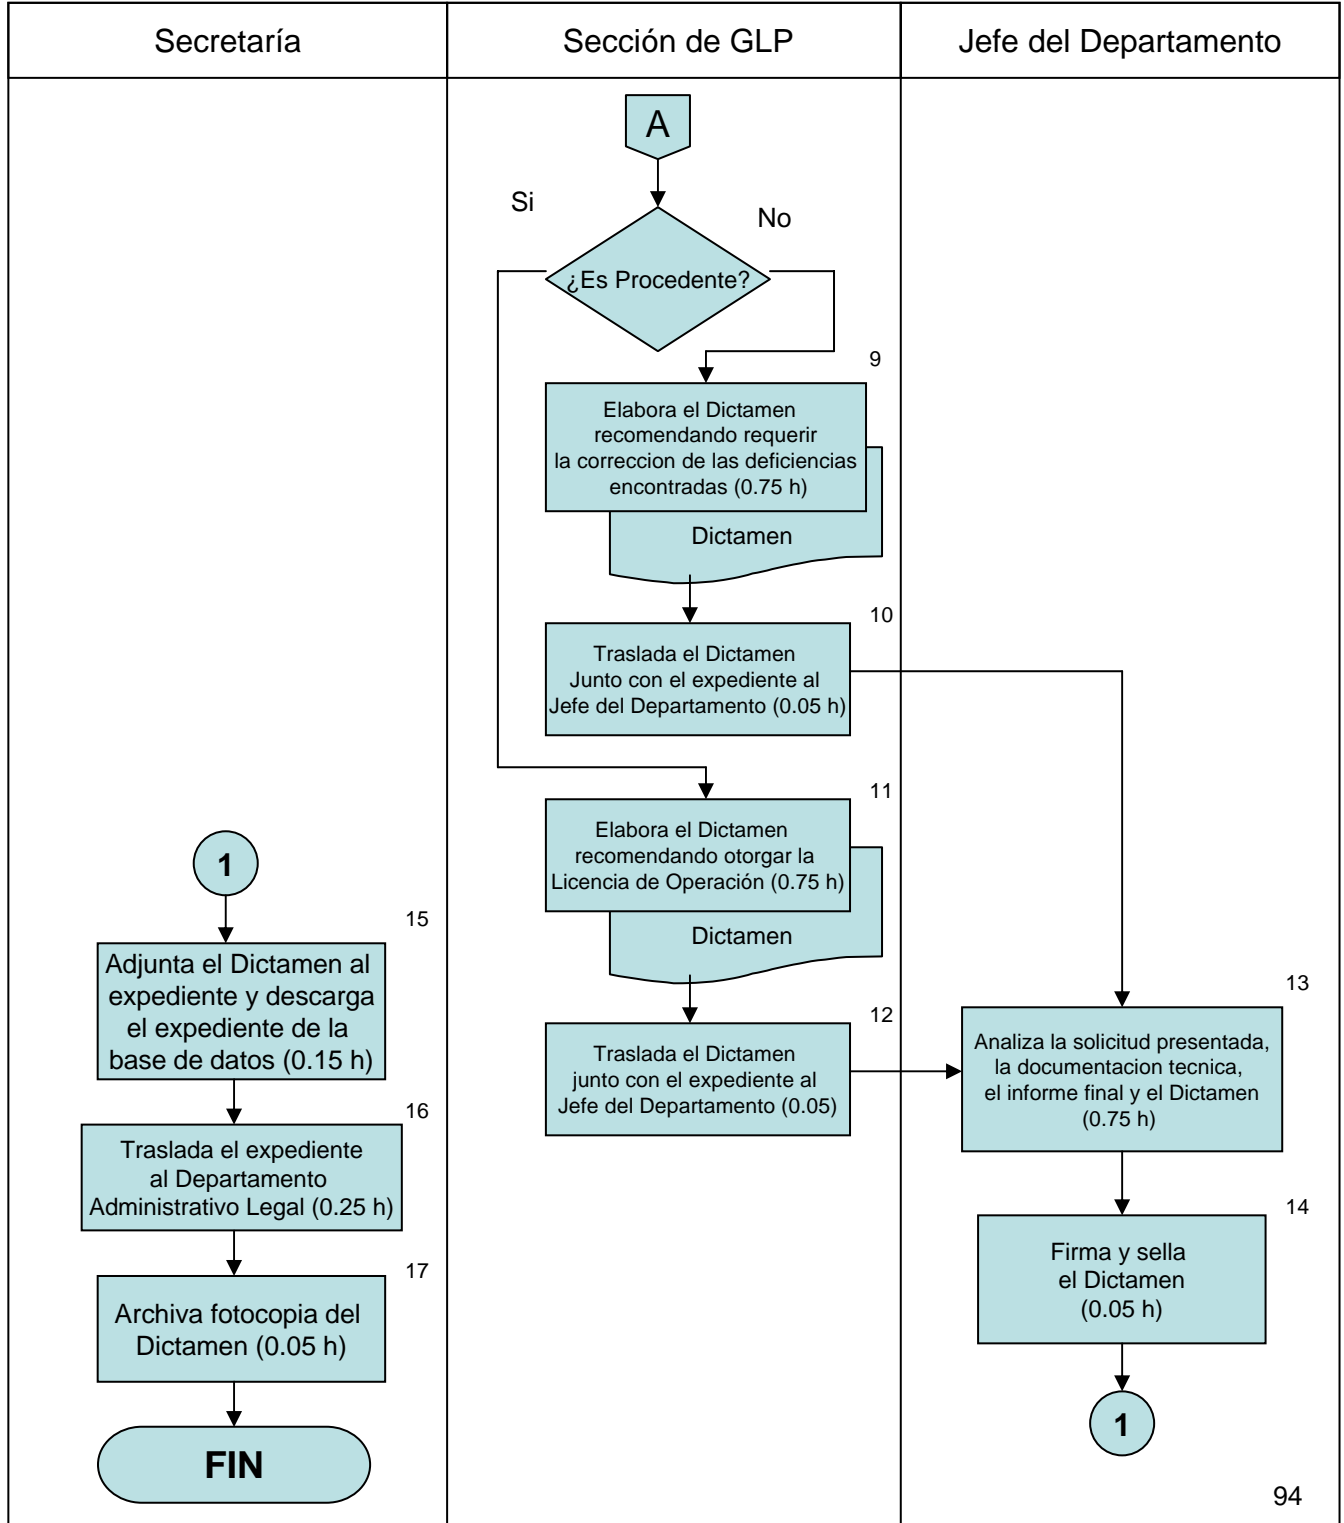 Secretaría
Sección de GLP
Jefe del Departamento
A
Si
No
¿Es Procedente?
9
Elabora el Dictamen
recomendando requerir
la correccion de las deficiencias
encontradas (0.75 h)
Dictamen
10
Traslada el Dictamen
Junto con el expediente al
Jefe del Departamento (0.05 h)
11
Elabora el Dictamen
recomendando otorgar la
Licencia de Operación (0.75 h)
Dictamen
12
Traslada el Dictamen
junto con el expediente al
Jefe del Departamento (0.05)
13
Analiza la solicitud presentada,
la documentacion tecnica,
el informe final y el Dictamen
(0.75 h)
14
Firma y sella
el Dictamen
(0.05 h)
1
1
15
Adjunta el Dictamen al
expediente y descarga
el expediente de la
base de datos (0.15 h)
16
Traslada el expediente
al Departamento
Administrativo Legal (0.25 h)
17
Archiva fotocopia del
Dictamen (0.05 h)
FIN
94